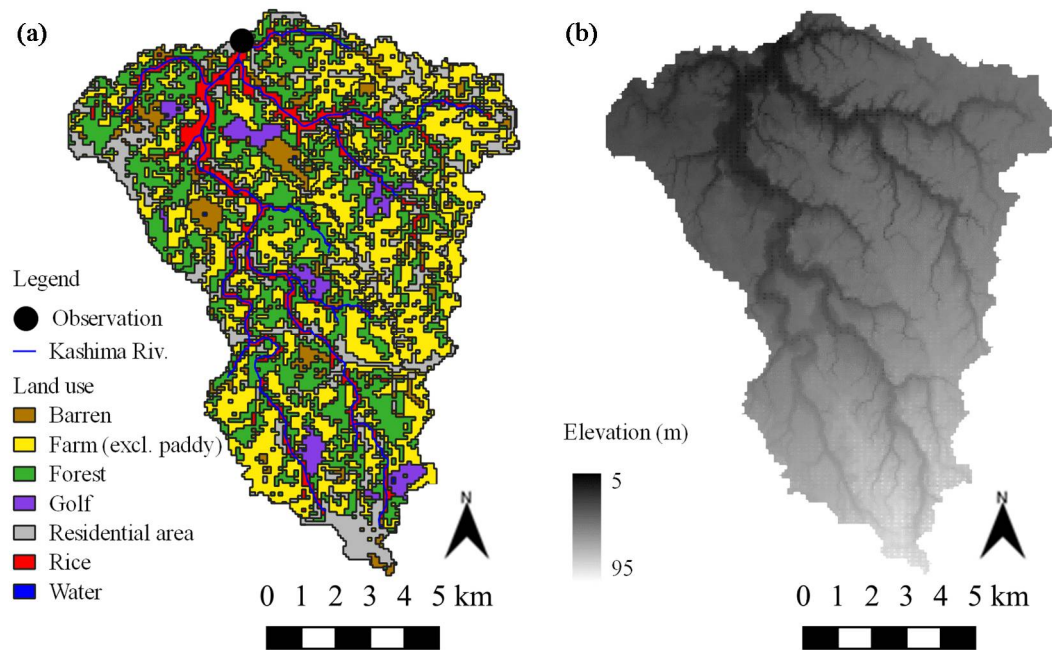 (a)
Legend
Observation
Kashima Riv.
Land use
Barren
Farm (excl. paddy)
Forest
Golf
Residential area
Rice
Water
N
0 1 2 3 4 5 km
(b)
Elevation (m)
5
95
N
0 1 2 3 4 5 km